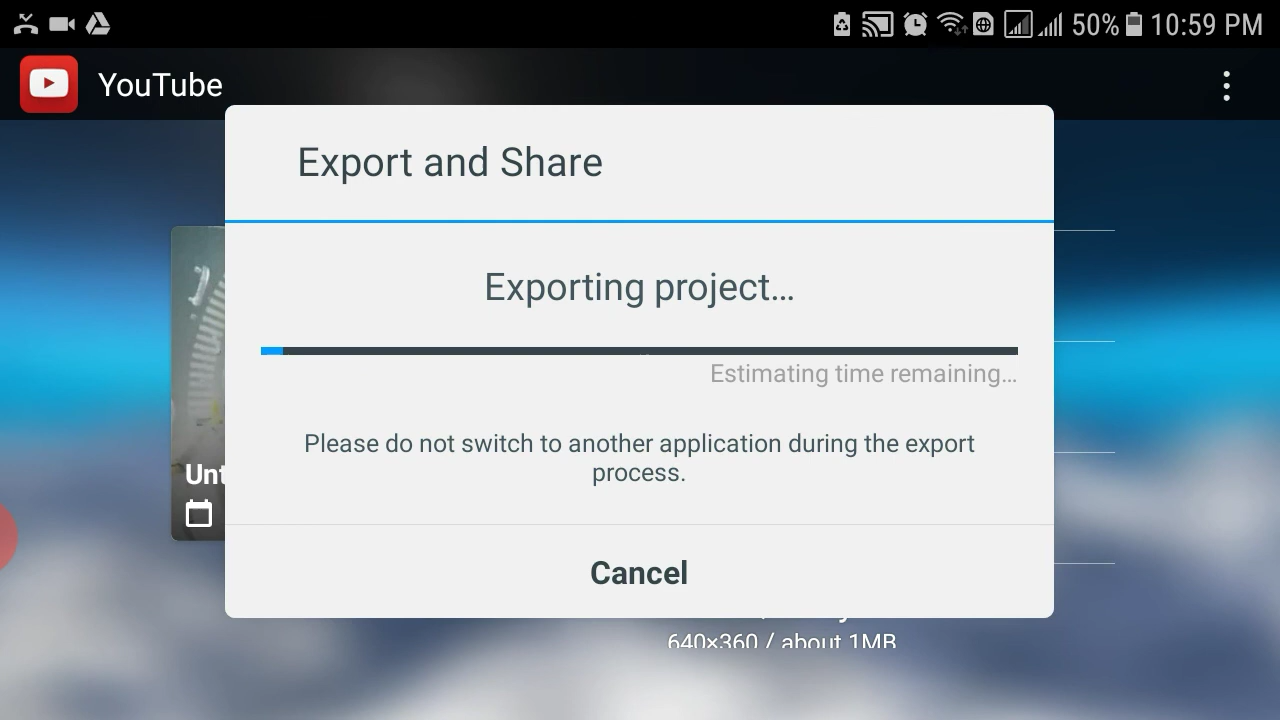 50% 10:59 PM
YouTube
Export and Share
Exporting project...
Estimating time remaining...
Please do not switch to another application during the export
process.
Unt
Cancel
640x360 / about 1MB